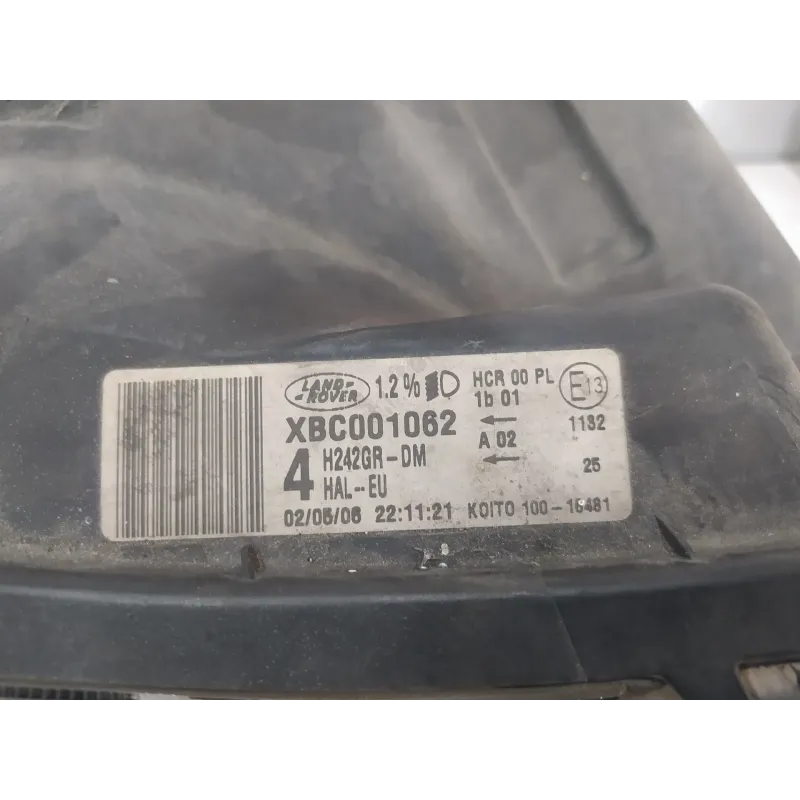 LAND-
-ROVER
1.2% HCR 00 PL E13
1b 01
XBC001062 ← 1132
A 02
4 H242GR-DM ← 25
HAL--EU
02/05/06 22:11:21 KOITO 100-16481